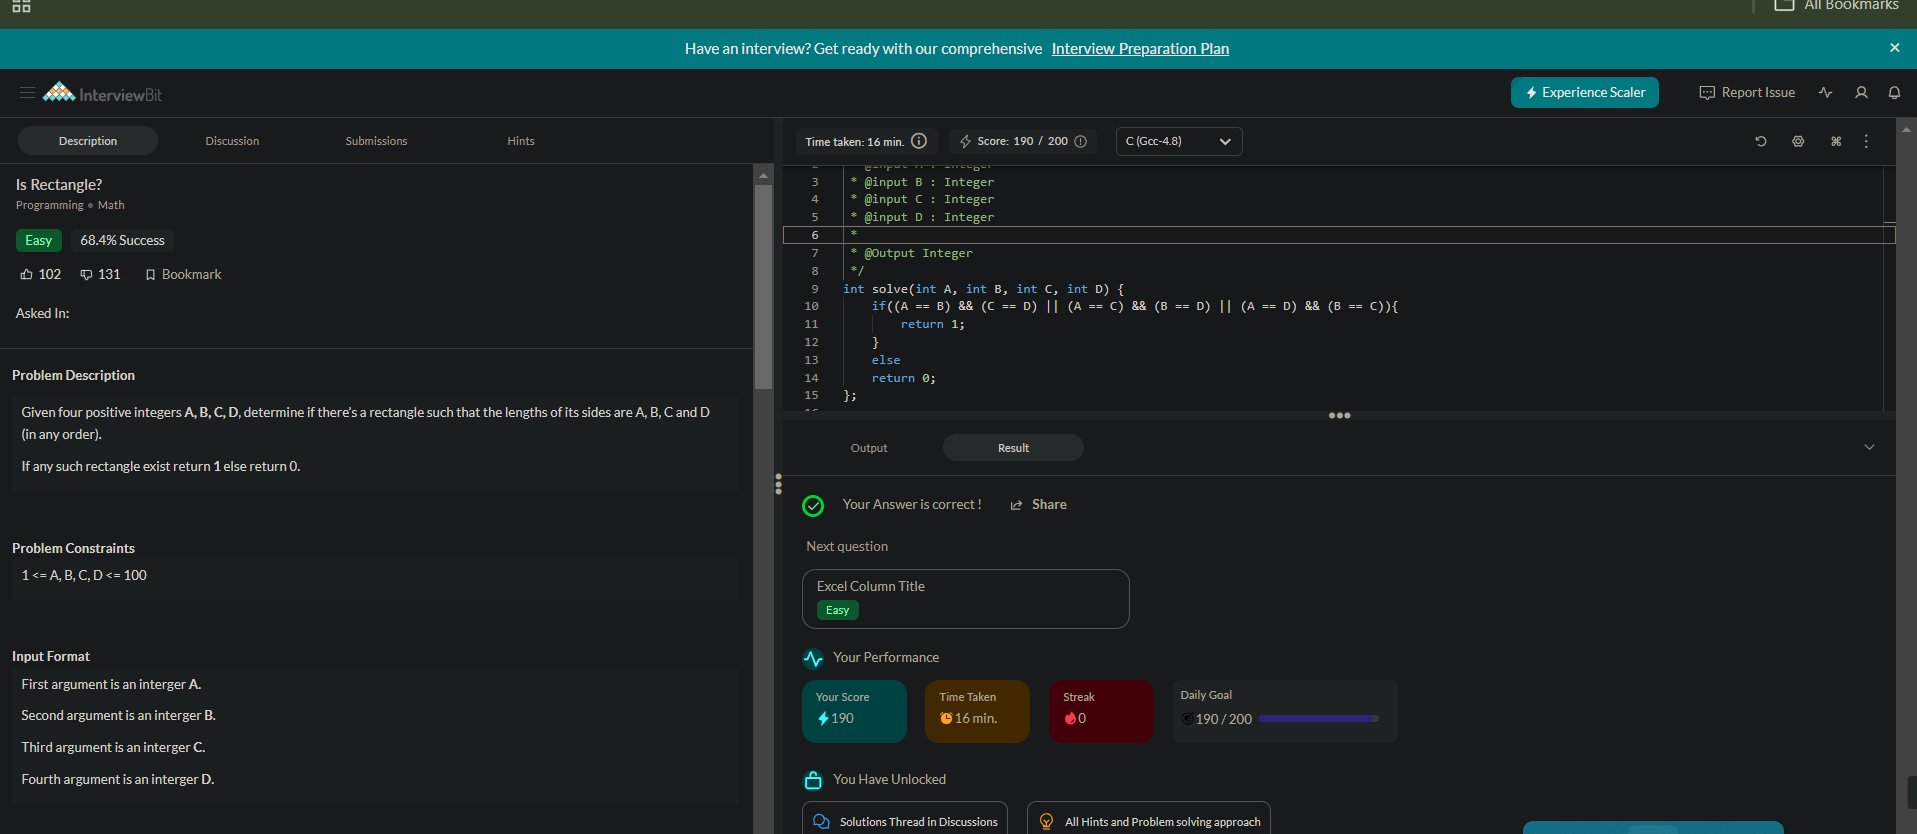 All Bookmarks
Have an interview? Get ready with our comprehensive Interview Preparation Plan
InterviewBit
Experience Scaler
Report Issue
Description
Discussion
Submissions
Hints
Is Rectangle?
Programming • Math
Easy
68.4% Success
102
131
Bookmark
Asked In:
Problem Description
Given four positive integers A, B, C, D, determine if there's a rectangle such that the lengths of its sides are A, B, C and D
(in any order).
If any such rectangle exist return 1 else return 0.
Problem Constraints
1 <= A, B, C, D <= 100
Input Format
First argument is an interger A.
Second argument is an interger B.
Third argument is an interger C.
Fourth argument is an interger D.
Time taken: 16 min.
Score: 190 / 200
C (Gcc-4.8)
2 * @input A : Integer
3 * @input B : Integer
4 * @input C : Integer
5 * @input D : Integer
6 *
7 * @Output Integer
8 */
9 int solve(int A, int B, int C, int D) {
10 if((A == B) && (C == D) || (A == C) && (B == D) || (A == D) && (B == C)){
11 return 1;
12 }
13 else
14 return 0;
15 };
16
Output
Result
Your Answer is correct !
Share
Next question
Excel Column Title
Easy
Your Performance
Your Score
190
Time Taken
16 min.
Streak
0
Daily Goal
190 / 200
You Have Unlocked
Solutions Thread in Discussions
All Hints and Problem solving approach